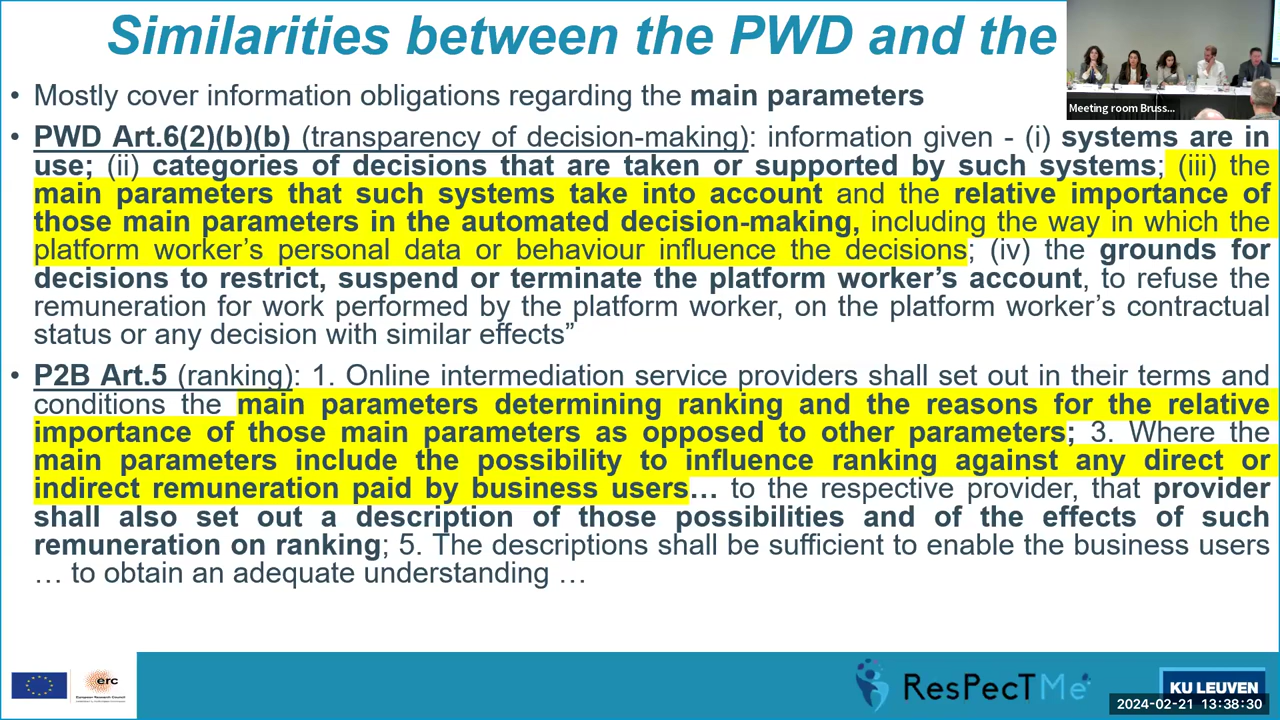 Similarities between the PWD and the
Meeting room Bruss...
• Mostly cover information obligations regarding the main parameters
• PWD Art.6(2)(b)(b) (transparency of decision-making): information given - (i) systems are in
use; (ii) categories of decisions that are taken or supported by such systems; (iii) the
main parameters that such systems take into account and the relative importance of
those main parameters in the automated decision-making, including the way in which the
platform worker’s personal data or behaviour influence the decisions; (iv) the grounds for
decisions to restrict, suspend or terminate the platform worker’s account, to refuse the
remuneration for work performed by the platform worker, on the platform worker’s contractual
status or any decision with similar effects”
• P2B Art.5 (ranking): 1. Online intermediation service providers shall set out in their terms and
conditions the main parameters determining ranking and the reasons for the relative
importance of those main parameters as opposed to other parameters; 3. Where the
main parameters include the possibility to influence ranking against any direct or
indirect remuneration paid by business users… to the respective provider, that provider
shall also set out a description of those possibilities and of the effects of such
remuneration on ranking; 5. The descriptions shall be sufficient to enable the business users
… to obtain an adequate understanding …
erc
European Research Council
ResPecTMe
KU LEUVEN
2024-02-21 13:38:30